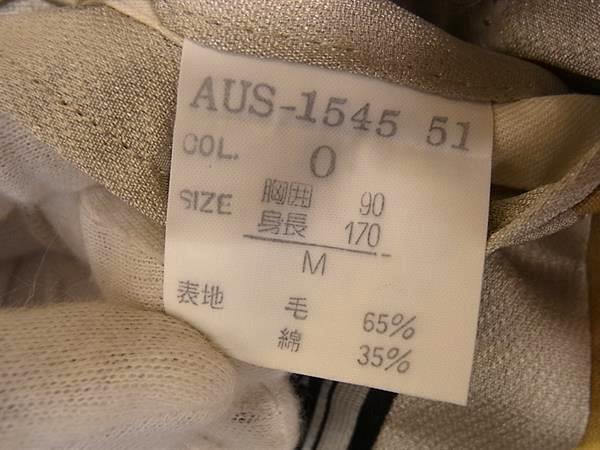 AUS-1545 51
COL. 0
SIZE 胸囲 90
身長 170
M
表地 毛 65%
綿 35%